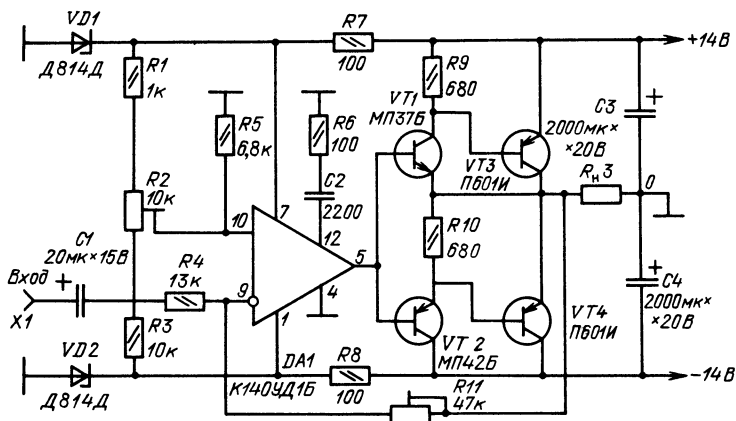 VD1
R7
+14В
Д814Д
R1
1к
100
R9
680
R5
6,8к
R6
100
VT1
МП37Б
C3
2000мк×
×20В
+
VT3
П601И
R2
10к
C2
2200
Rн 3
0
C1
20мк×15В
10
7
12
R10
680
Вход
+
R4
13к
5
X1
9
4
1
C4
2000мк×
×20В
+
R3
10к
VT4
П601И
VD2
DA1
R8
VT2
МП42Б
-14В
Д814Д
К140УД1Б
100
R11
47к